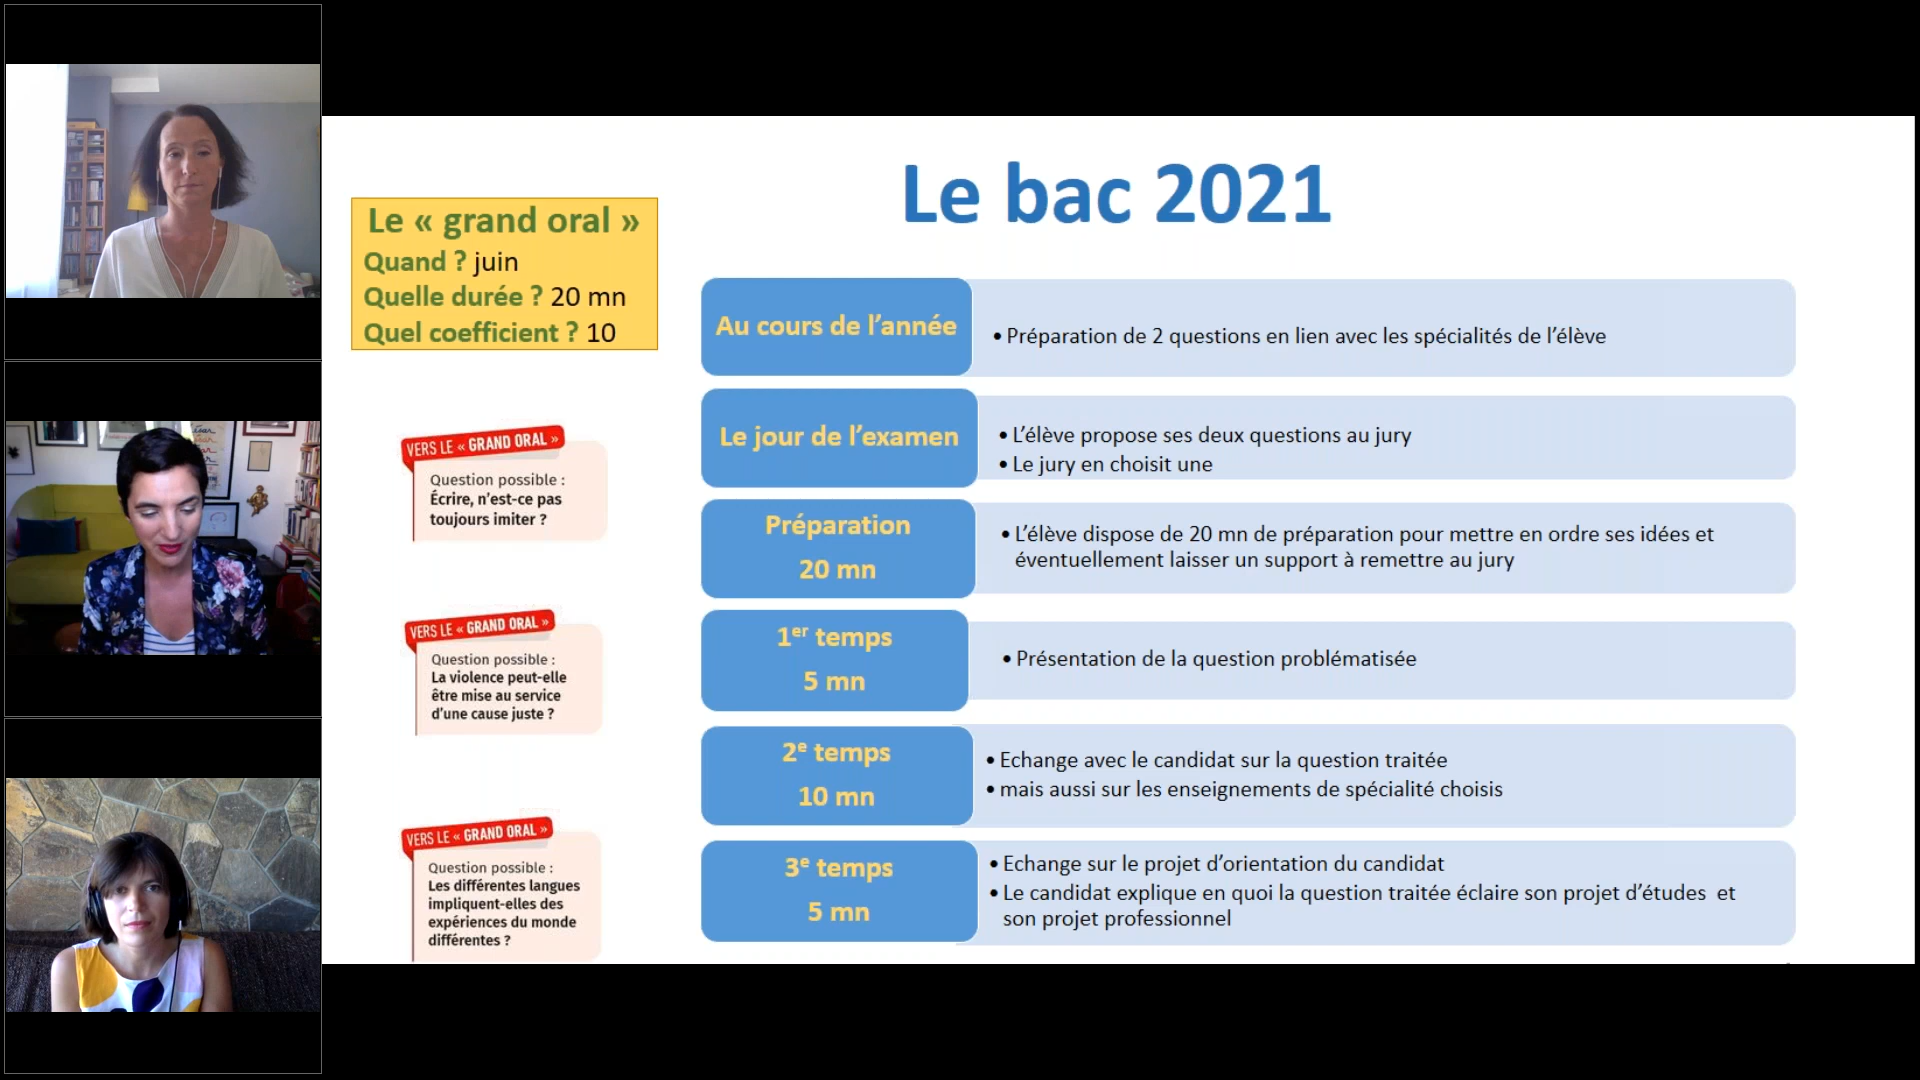 Le bac 2021
Le « grand oral »
Quand ? juin
Quelle durée ? 20 mn
Quel coefficient ? 10
VERS LE « GRAND ORAL »
Question possible :
Écrire, n'est-ce pas
toujours imiter ?
VERS LE « GRAND ORAL »
Question possible :
La violence peut-elle
être mise au service
d'une cause juste ?
VERS LE « GRAND ORAL »
Question possible :
Les différentes langues
impliquent-elles des
expériences du monde
différentes ?
Au cours de l'année
• Préparation de 2 questions en lien avec les spécialités de l'élève
Le jour de l'examen
• L'élève propose ses deux questions au jury
• Le jury en choisit une
Préparation
20 mn
• L'élève dispose de 20 mn de préparation pour mettre en ordre ses idées et
éventuellement laisser un support à remettre au jury
1er temps
5 mn
• Présentation de la question problématisée
2e temps
10 mn
• Echange avec le candidat sur la question traitée
• mais aussi sur les enseignements de spécialité choisis
3e temps
5 mn
• Echange sur le projet d'orientation du candidat
• Le candidat explique en quoi la question traitée éclaire son projet d'études et
son projet professionnel